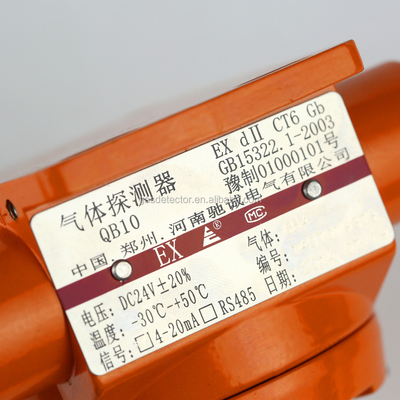 气体探测器
QB10
EX dⅡ CT6 Gb
GB15322.1-2003
豫制01000101号
中国.郑州.河南驰诚电气有限公司
EX
MC
电压: DC24V±20%
温度: -30℃-+50℃
信号: □4-20mA□RS485
气体:
编号:
日期: